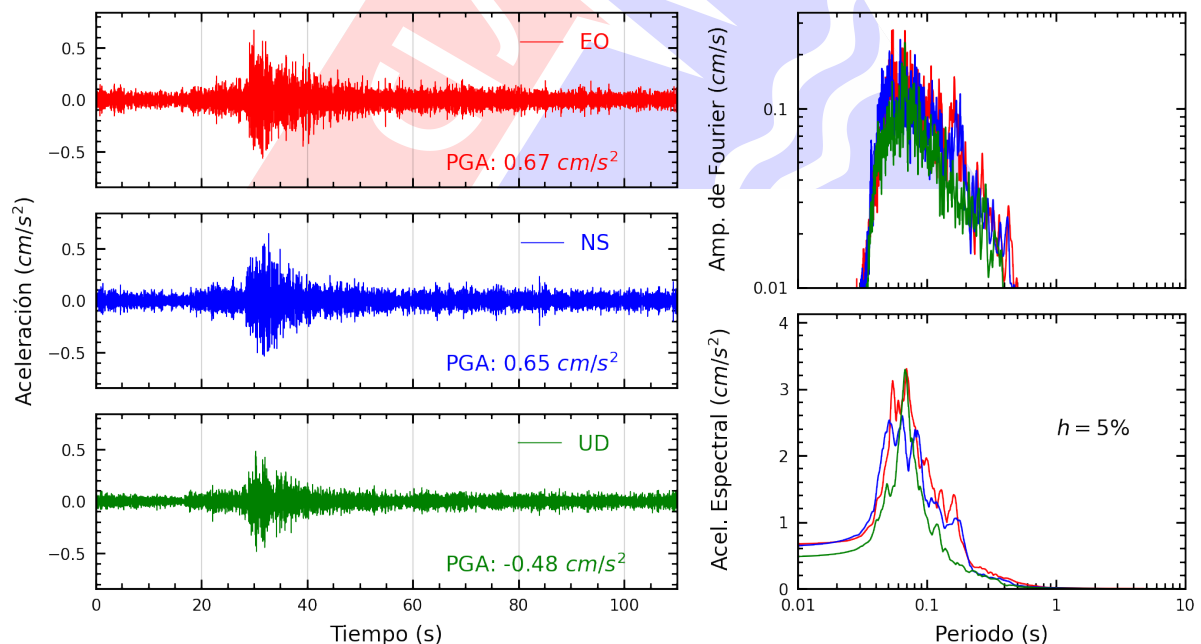 Aceleración (cm/s²)
0.5
0.0
−0.5
EO
PGA: 0.67 cm/s²
0.5
0.0
−0.5
NS
PGA: 0.65 cm/s²
0.5
0.0
−0.5
UD
PGA: -0.48 cm/s²
0 20 40 60 80 100
Tiempo (s)
Amp. de Fourier (cm/s)
0.1
0.01
Acel. Espectral (cm/s²)
4
3
2
1
0
h = 5%
0.01 0.1 1 10
Periodo (s)